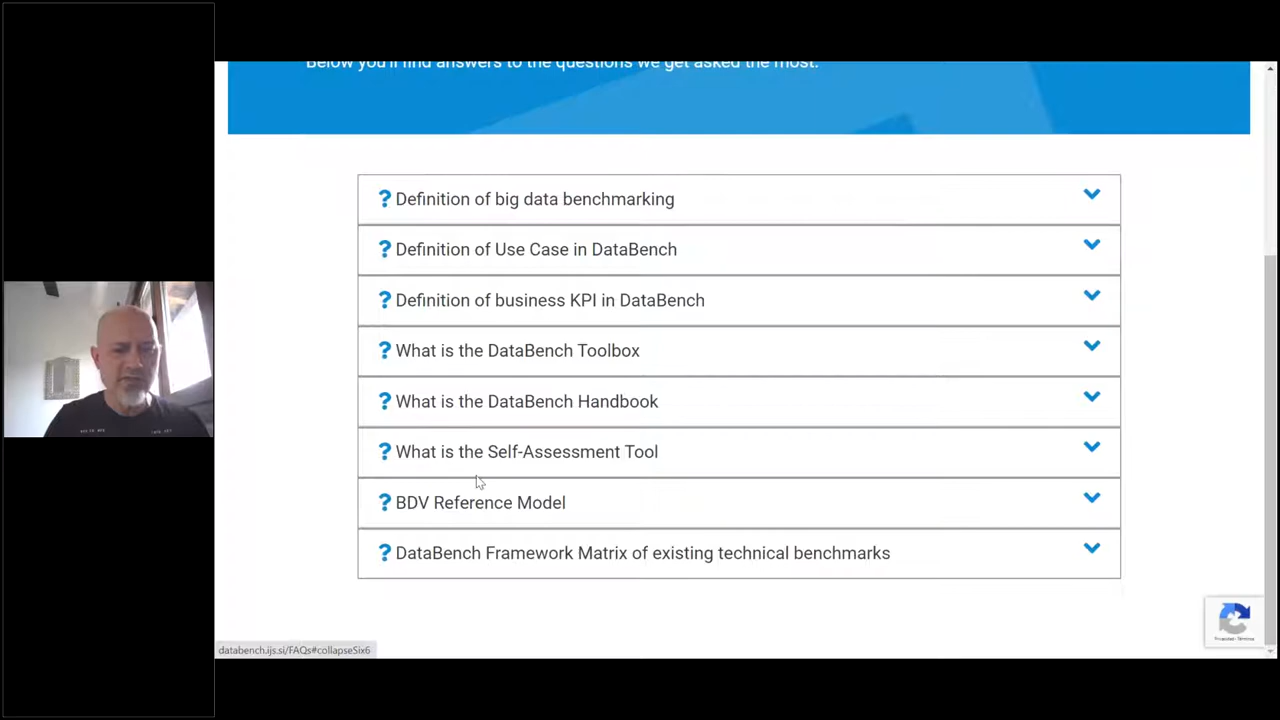 Below you'll find answers to the questions we get asked the most.
? Definition of big data benchmarking
? Definition of Use Case in DataBench
? Definition of business KPI in DataBench
? What is the DataBench Toolbox
? What is the DataBench Handbook
? What is the Self-Assessment Tool
? BDV Reference Model
? DataBench Framework Matrix of existing technical benchmarks
Privacidad - Términos
databench.ijs.si/FAQs#collapseSix6